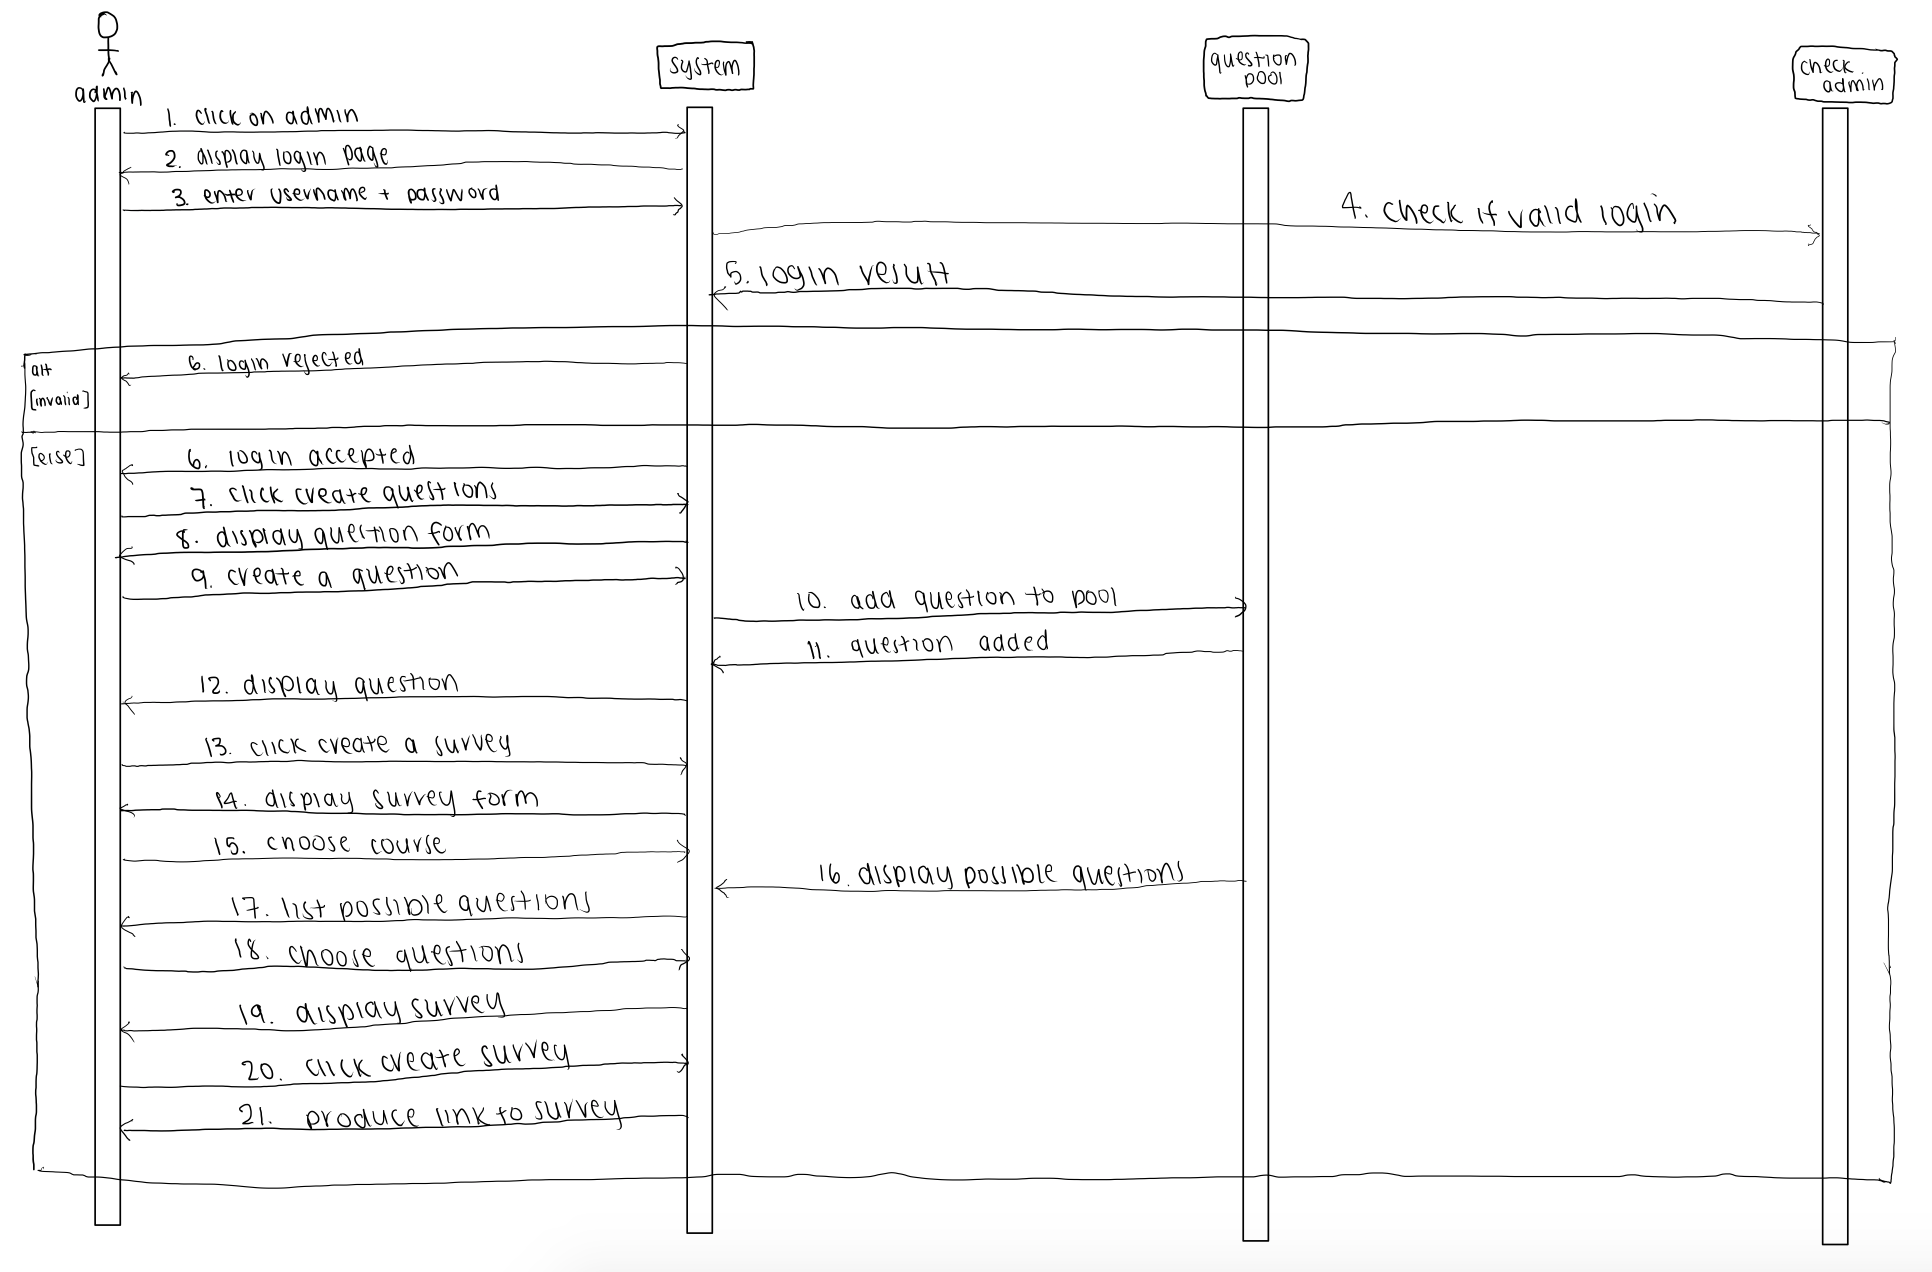 admin
system
question
pool
check
admin
1. click on admin
2. display login page
3. enter username + password
4. check if valid login
5. login result
alt
[invalid]
6. login rejected
[else]
6. login accepted
7. click create questions
8. display question form
9. create a question
10. add question to pool
11. question added
12. display question
13. click create a survey
14. display survey form
15. choose course
16. display possible questions
17. list possible questions
18. choose questions
19. display survey
20. click create survey
21. produce link to survey